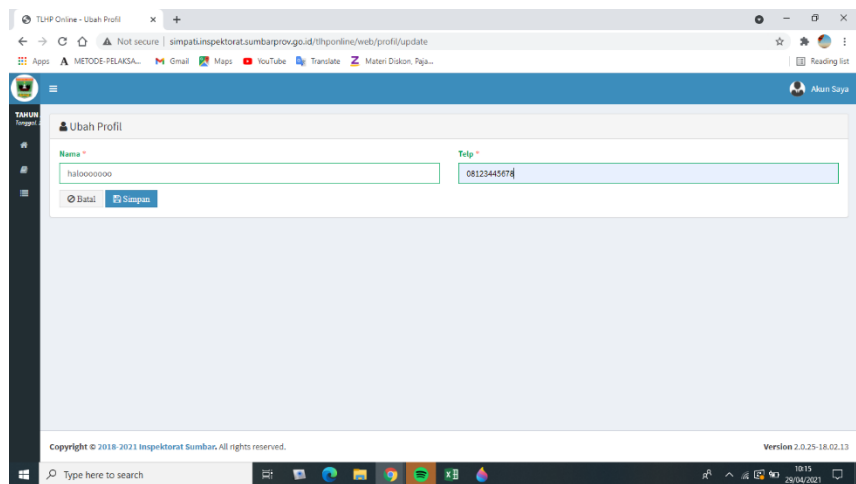 TLHP Online - Ubah Profil
Not secure | simpati.inspektorat.sumbarprov.go.id/tlhponline/web/profil/update
Apps METODE-PELAKSA... Gmail Maps YouTube Translate Materi Diskon, Paja... Reading list
Akun Saya
TAHUN
Tanggal
Ubah Profil
Nama * Telp *
halooooooo 08123445678
Batal Simpan
Copyright © 2018-2021 Inspektorat Sumbar. All rights reserved. Version 2.0.25-18.02.13
Type here to search
10:15
29/04/2021